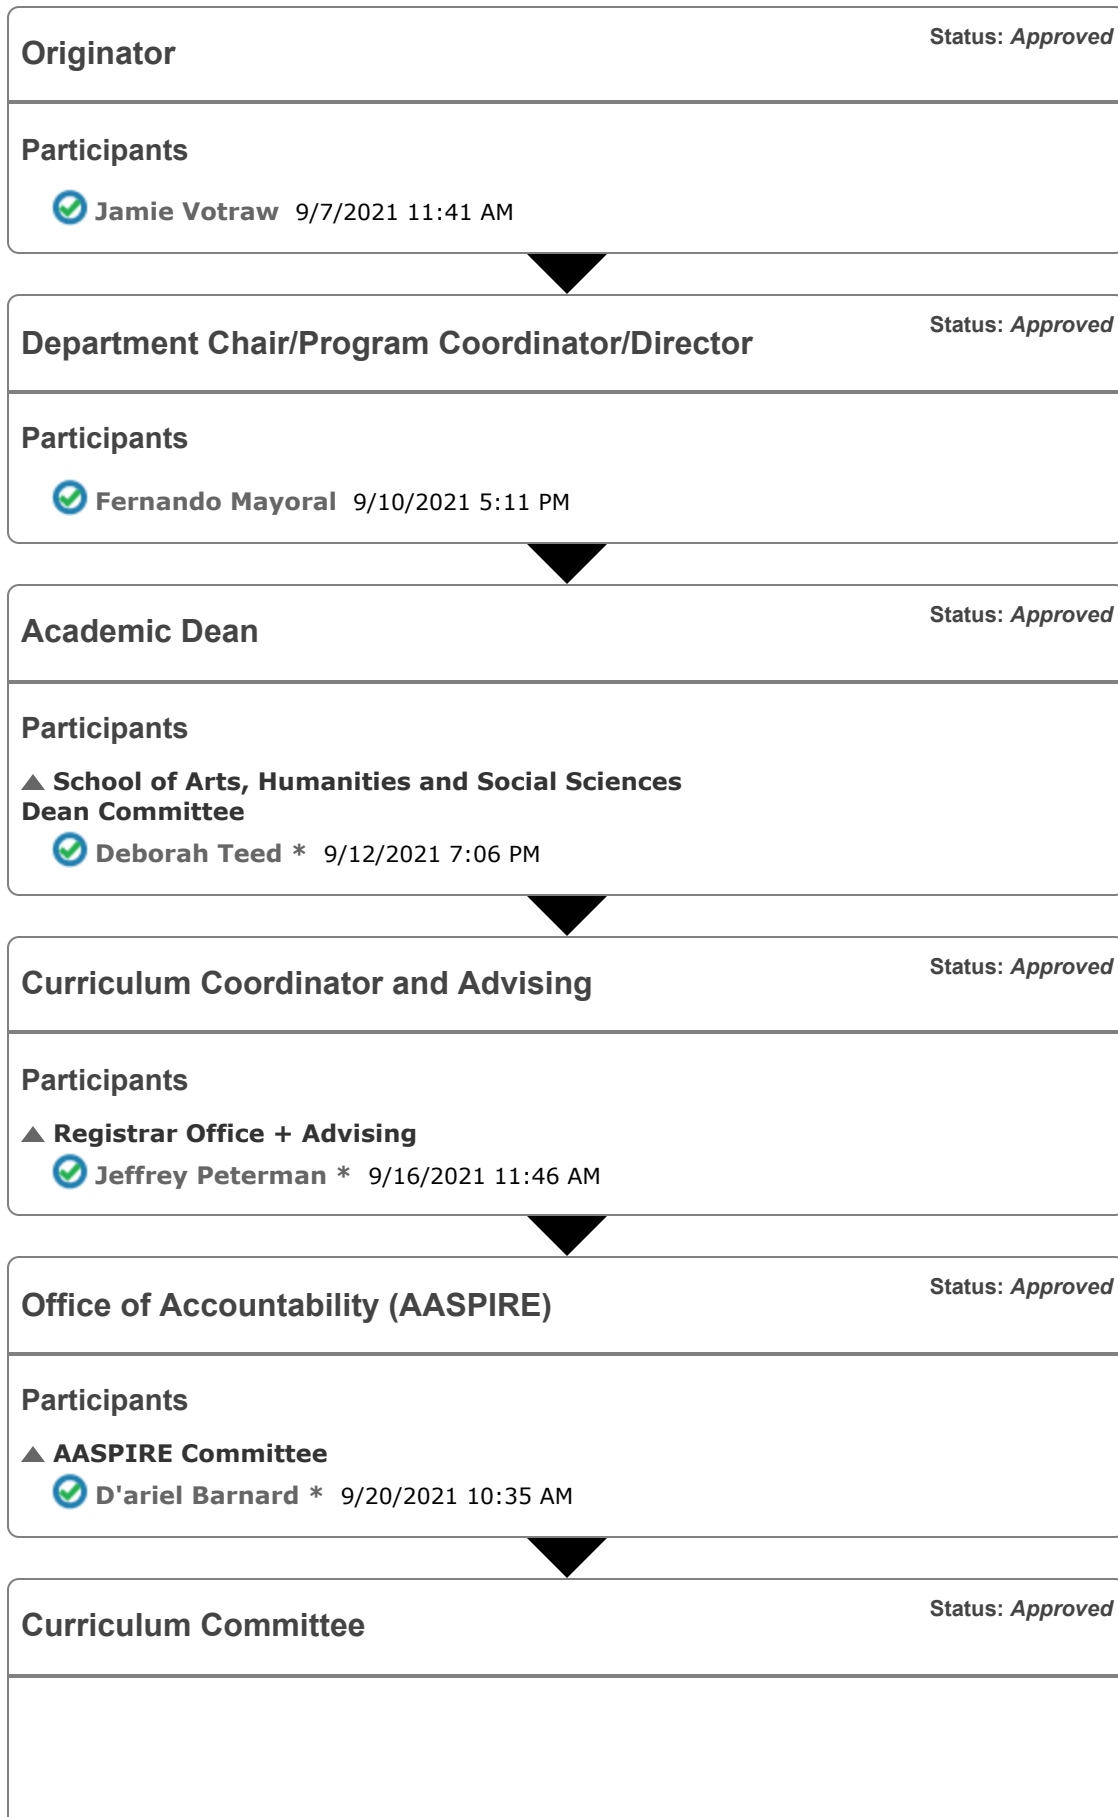 Originator
Status: Approved
Participants
Jamie Votraw 9/7/2021 11:41 AM
Department Chair/Program Coordinator/Director
Status: Approved
Participants
Fernando Mayoral 9/10/2021 5:11 PM
Academic Dean
Status: Approved
Participants
School of Arts, Humanities and Social Sciences
Dean Committee
Deborah Teed * 9/12/2021 7:06 PM
Curriculum Coordinator and Advising
Status: Approved
Participants
Registrar Office + Advising
Jeffrey Peterman * 9/16/2021 11:46 AM
Office of Accountability (AASPIRE)
Status: Approved
Participants
AASPIRE Committee
D'ariel Barnard * 9/20/2021 10:35 AM
Curriculum Committee
Status: Approved